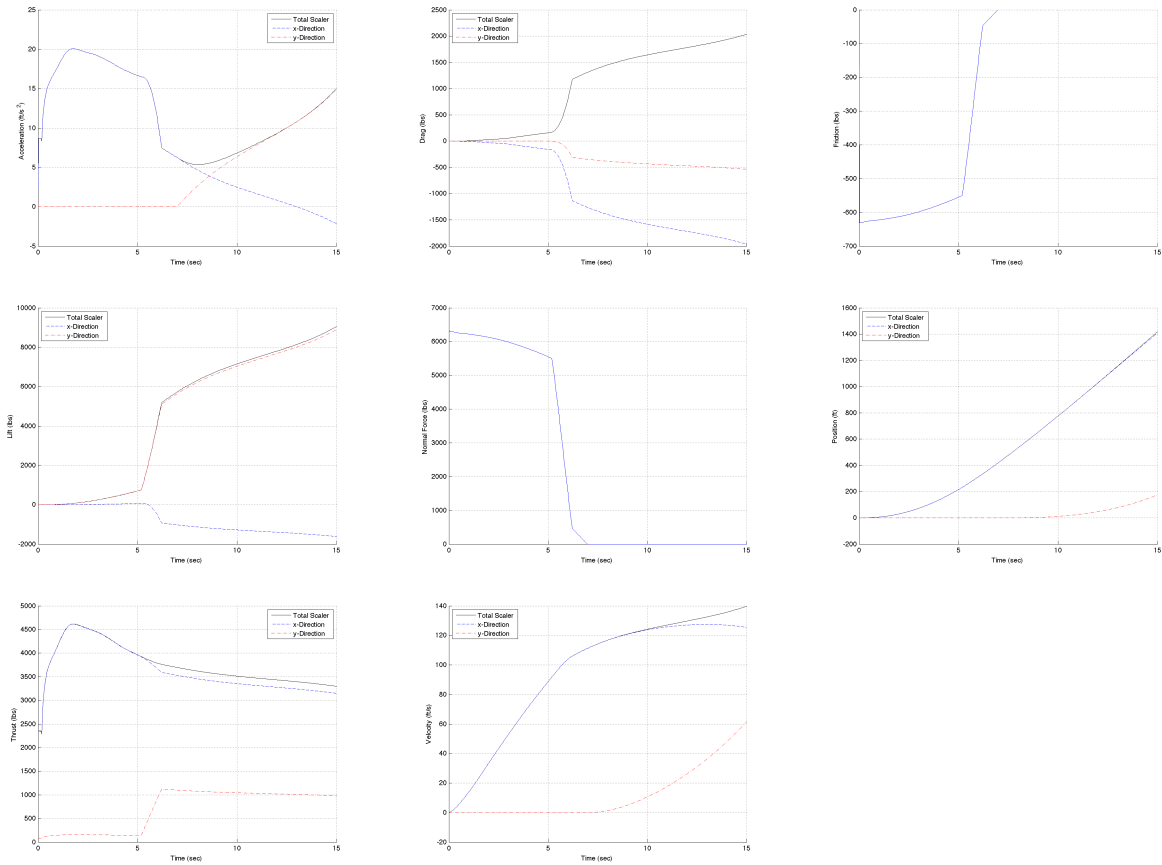 25
20
15
10
5
0
-5
Acceleration (ft/s^2)
Total Scaler
x-Direction
y-Direction
0 5 10 15
Time (sec)
2500
2000
1500
1000
500
0
-500
-1000
-1500
-2000
Drag (lbs)
Total Scaler
x-Direction
y-Direction
0 5 10 15
Time (sec)
0
-100
-200
-300
-400
-500
-600
-700
Friction (lbs)
0 5 10 15
Time (sec)
10000
8000
6000
4000
2000
0
-2000
Lift (lbs)
Total Scaler
x-Direction
y-Direction
0 5 10 15
Time (sec)
7000
6000
5000
4000
3000
2000
1000
0
Normal Force (lbs)
0 5 10 15
Time (sec)
1600
1400
1200
1000
800
600
400
200
0
-200
Position (ft)
Total Scaler
x-Direction
y-Direction
0 5 10 15
Time (sec)
5000
4500
4000
3500
3000
2500
2000
1500
1000
500
0
Thrust (lbs)
Total Scaler
x-Direction
y-Direction
0 5 10 15
Time (sec)
140
120
100
80
60
40
20
0
-20
Velocity (ft/s)
Total Scaler
x-Direction
y-Direction
0 5 10 15
Time (sec)